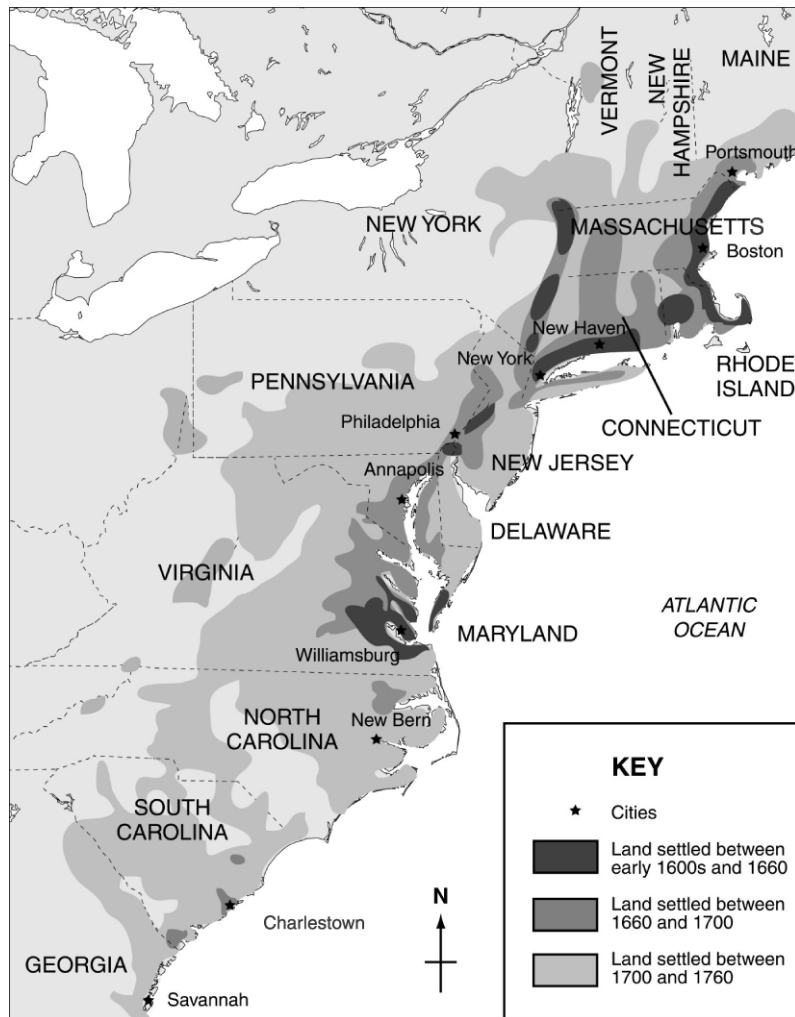 VERMONT
NEW
HAMPSHIRE
MAINE
Portsmouth
NEW YORK
MASSACHUSETTS
Boston
New Haven
New York
RHODE
ISLAND
PENNSYLVANIA
CONNECTICUT
Philadelphia
NEW JERSEY
Annapolis
DELAWARE
VIRGINIA
ATLANTIC
OCEAN
MARYLAND
Williamsburg
NORTH
CAROLINA
New Bern
SOUTH
CAROLINA
Charlestown
GEORGIA
Savannah
N
KEY
Cities
Land settled between
early 1600s and 1660
Land settled between
1660 and 1700
Land settled between
1700 and 1760